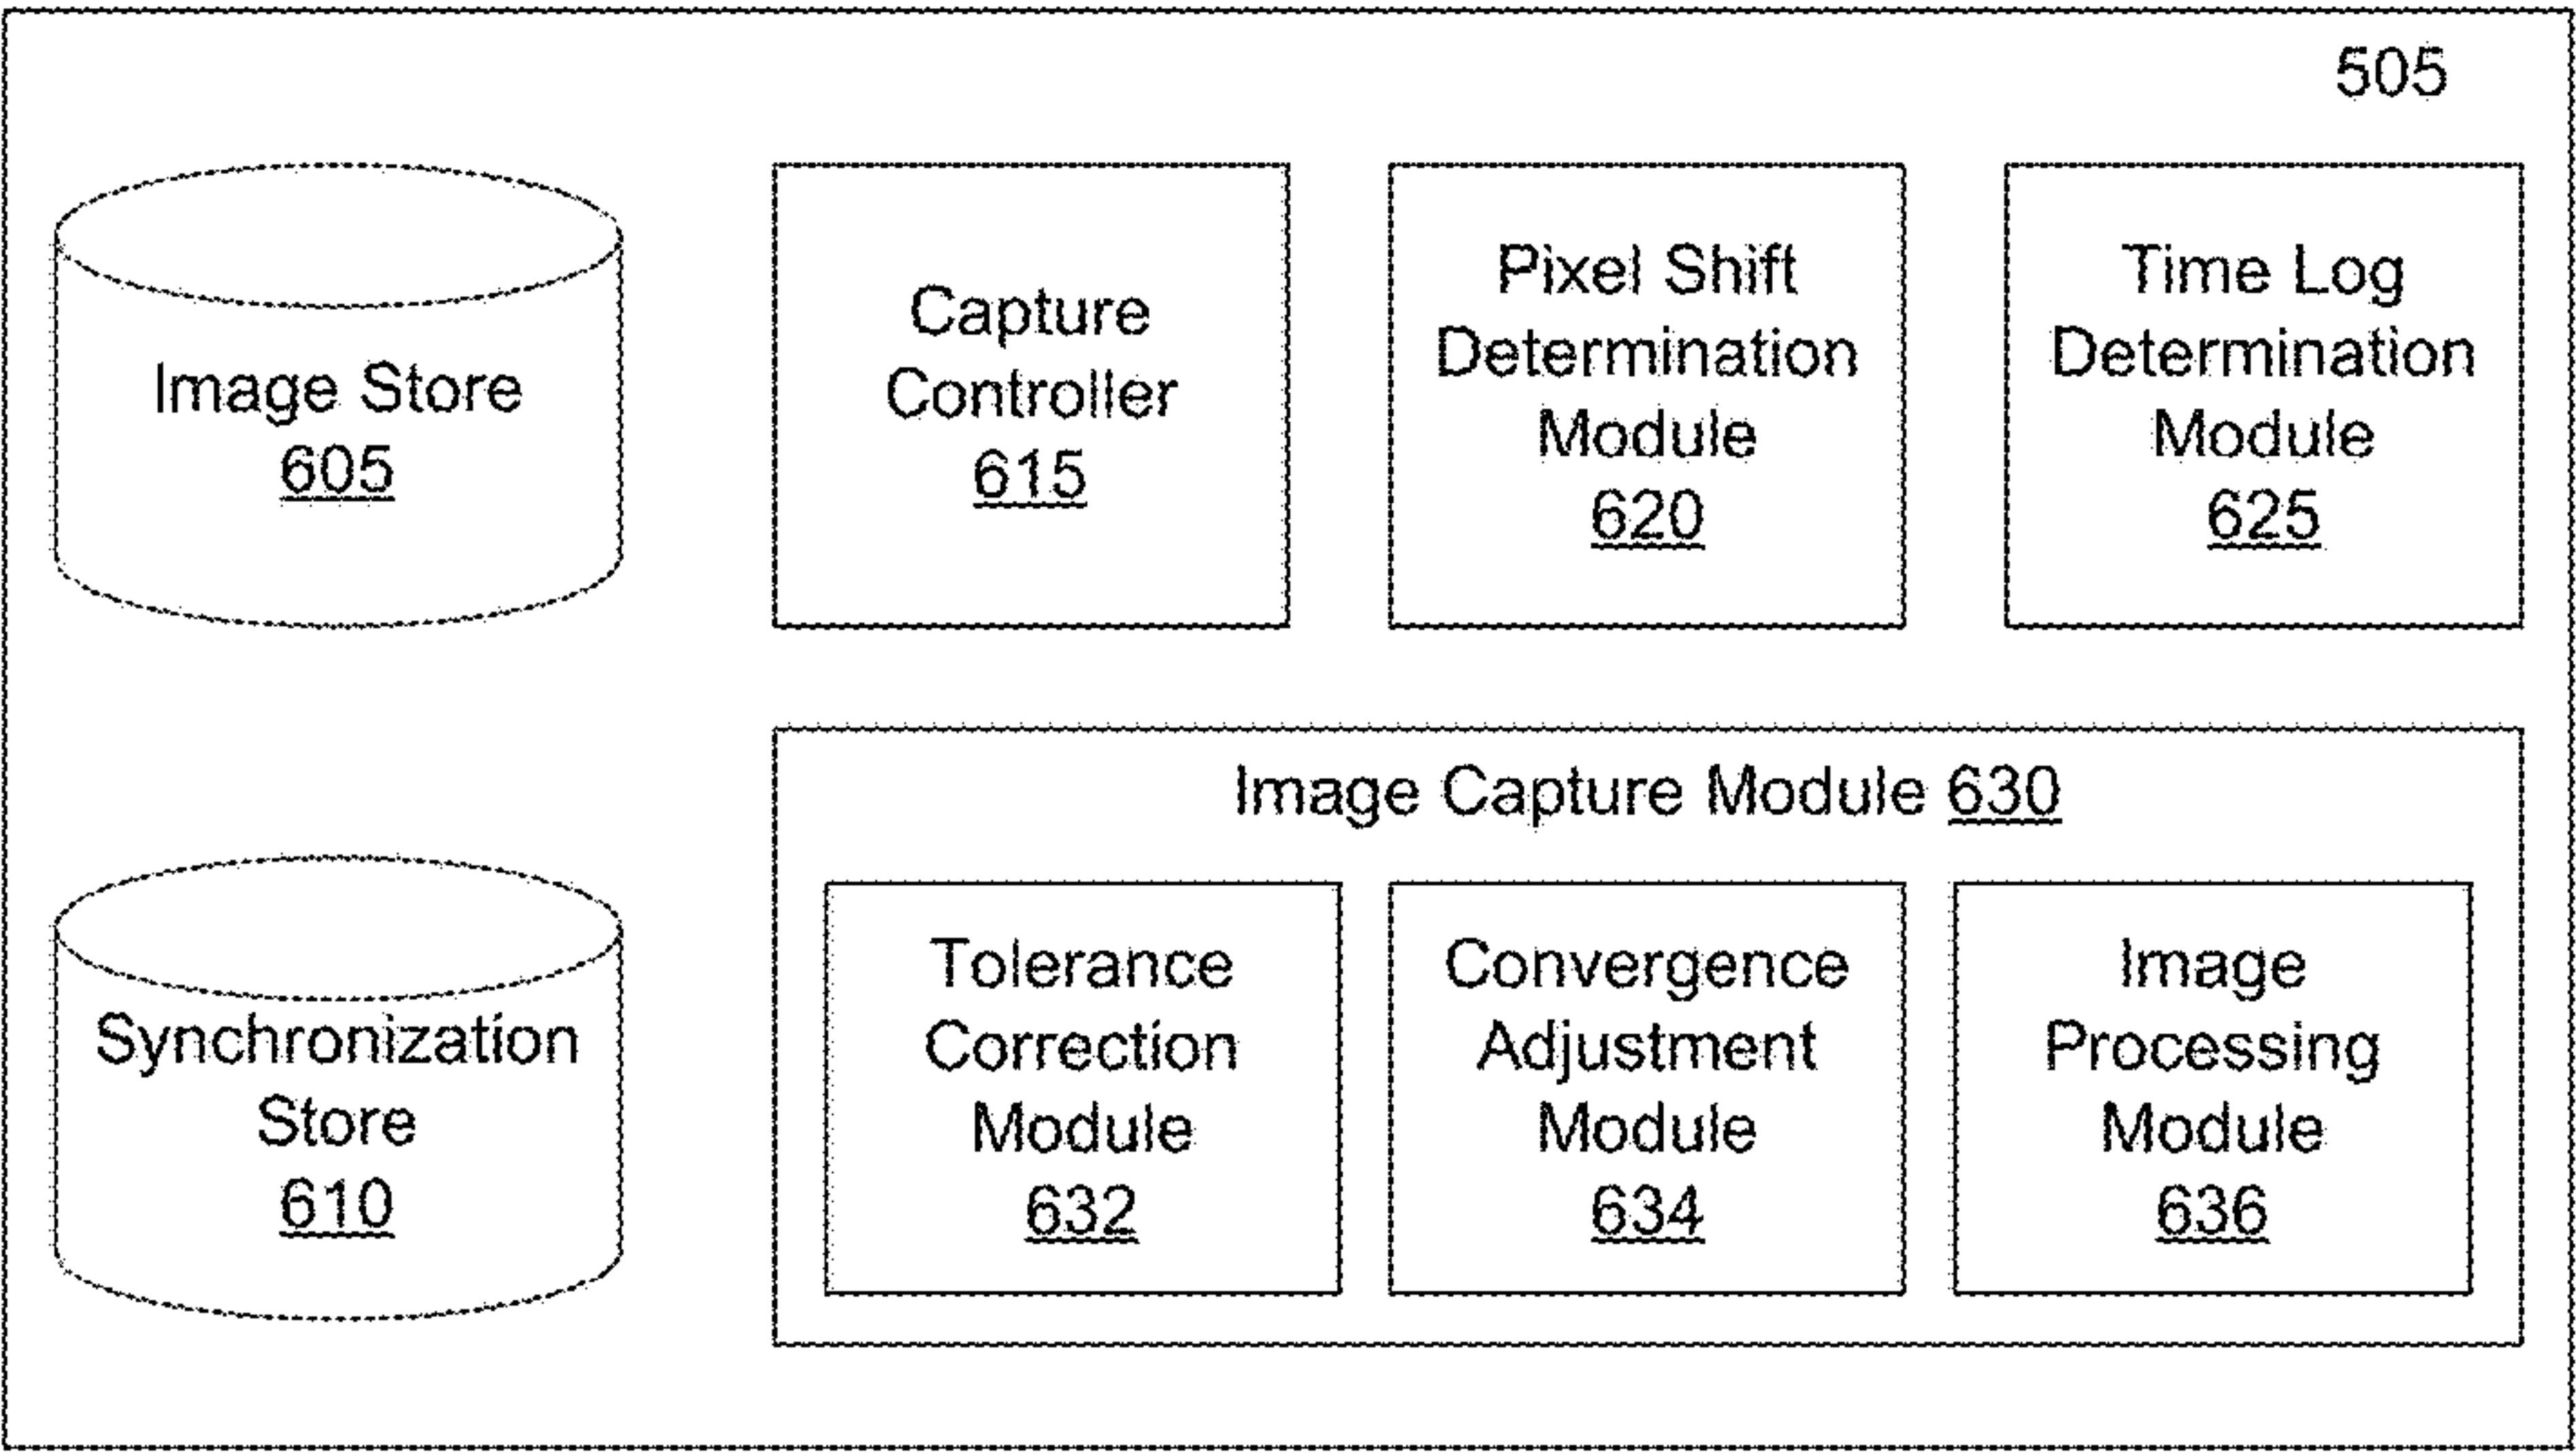 505
Image Store
605
Capture
Controller
615
Pixel Shift
Determination
Module
620
Time Log
Determination
Module
625
Synchronization
Store
610
Image Capture Module 630
Tolerance
Correction
Module
632
Convergence
Adjustment
Module
634
Image
Processing
Module
636